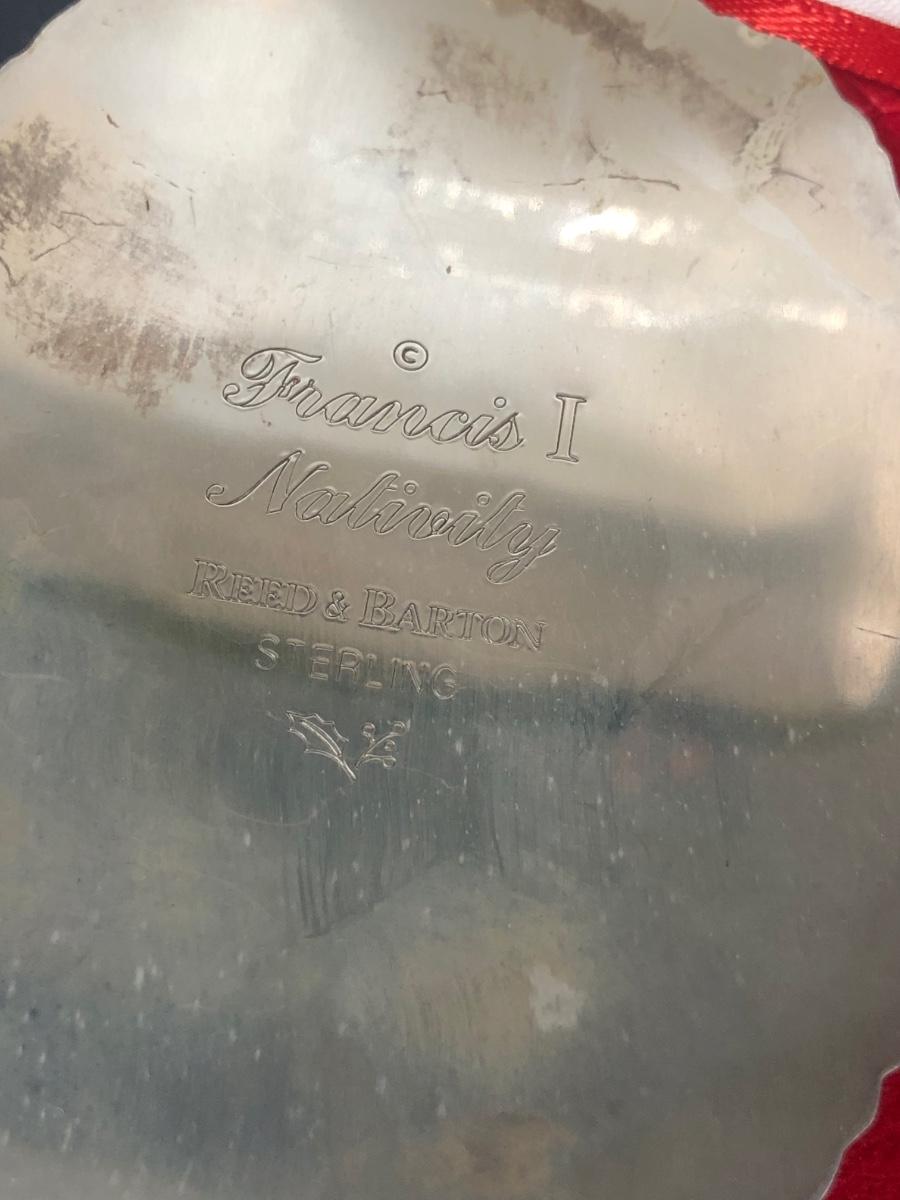 ©
Francis I
Nativity
REED & BARTON
STERLING